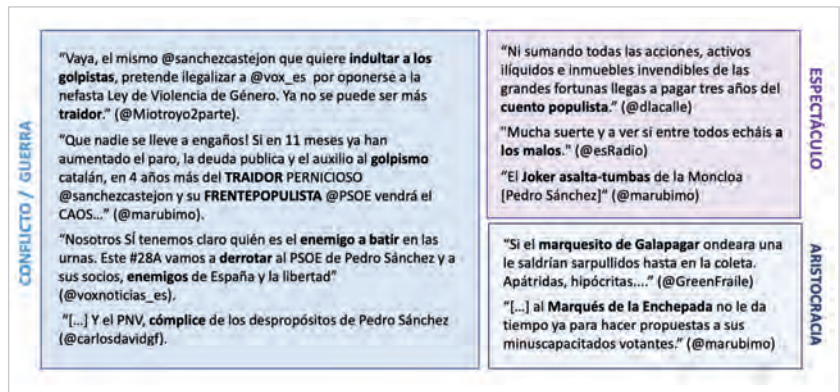 CONFLICTO / GUERRA
“Vaya, el mismo @sanchezcastejon que quiere indultar a los
golpistas, pretende ilegalizar a @vox_es por oponerse a la
nefasta Ley de Violencia de Género. Ya no se puede ser más
traidor.” (@Miotroyo2parte).
“Que nadie se lleve a engaños! Si en 11 meses ya han
aumentado el paro, la deuda publica y el auxilio al golpismo
catalán, en 4 años más del TRAIDOR PERNICIOSO
@sanchezcastejon y su FRENTEPOPULISTA @PSOE vendrá el
CAOS…” (@marubimo).
“Nosotros SÍ tenemos claro quién es el enemigo a batir en las
urnas. Este #28A vamos a derrotar al PSOE de Pedro Sánchez y a
sus socios, enemigos de España y la libertad”
(@voxnoticias_es).
“[…] Y el PNV, cómplice de los despropósitos de Pedro Sánchez
(@carlosdavidgf).
“Ni sumando todas las acciones, activos
ilíquidos e inmuebles invendibles de las
grandes fortunas llegas a pagar tres años del
cuento populista.” (@dlacalle)
"Mucha suerte y a ver si entre todos echáis a
los malos." (@esRadio)
“El Joker asalta-tumbas de la Moncloa
[Pedro Sánchez]” (@marubimo)
ESPECTÁCULO
“Si el marquesito de Galapagar ondeara una
le saldrían sarpullidos hasta en la coleta.
Apátridas, hipócritas….” (@GreenFraile)
“[…] al Marqués de la Enchepada no le da
tiempo ya para hacer propuestas a sus
minuscapacitados votantes.” (@marubimo)
ARISTOCRACIA